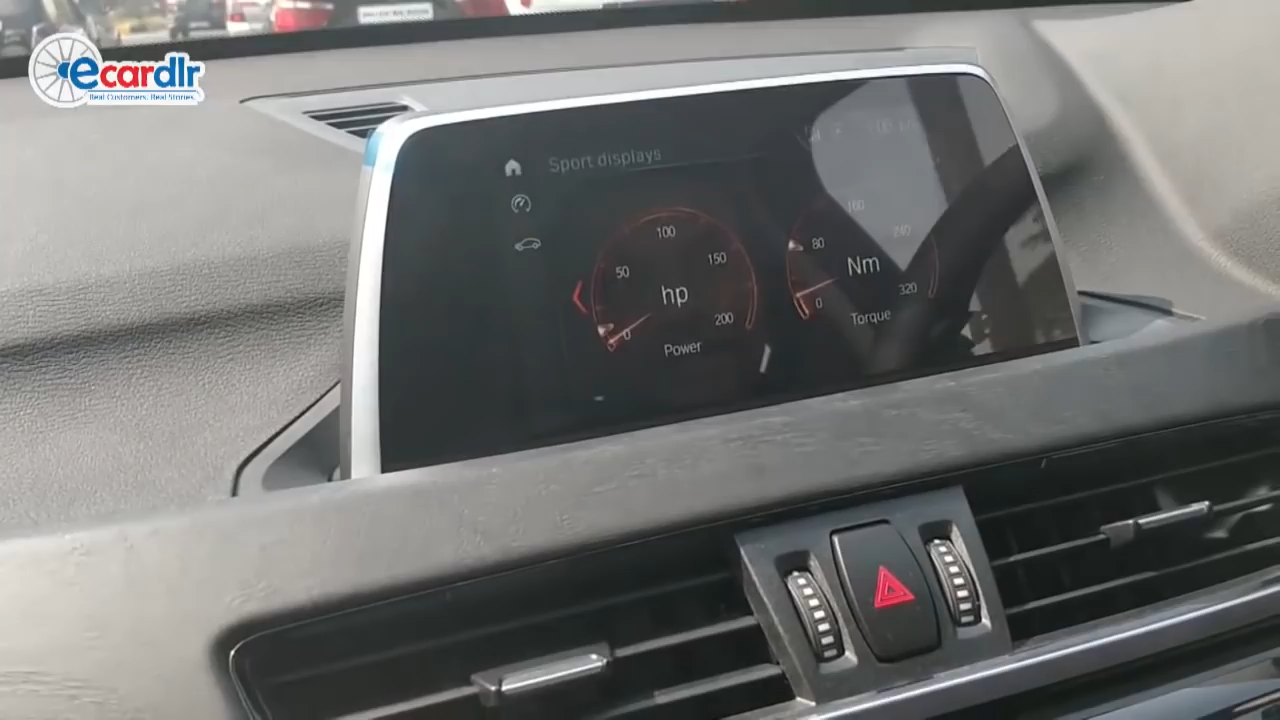 ecardlr
Real Customers. Real Stories.
Sport displays
100
50
150
hp
0
200
Power
160
80
240
Nm
0
320
Torque